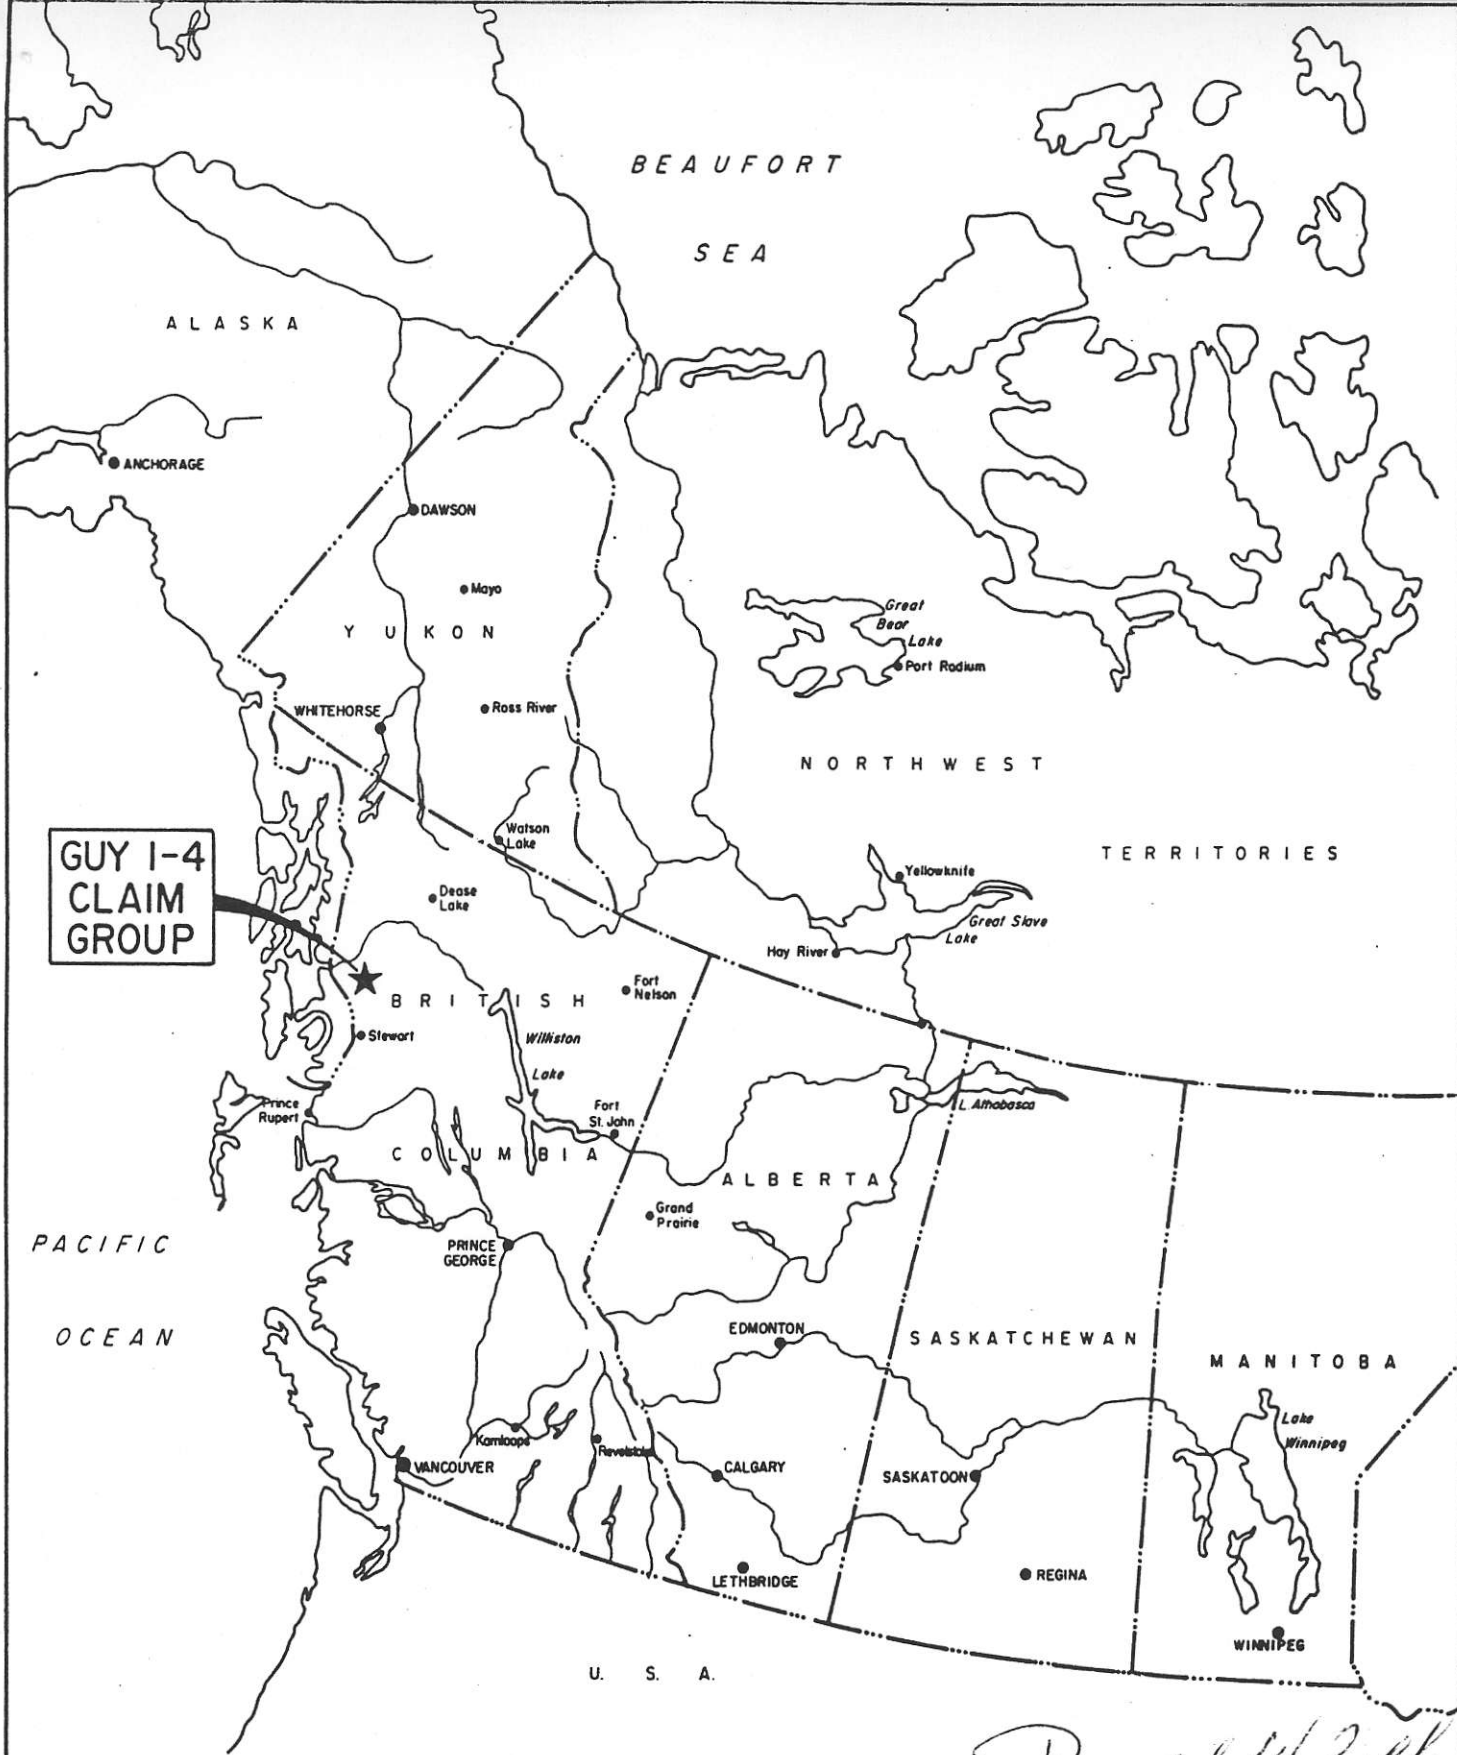 BEAUFORT
SEA
ALASKA
ANCHORAGE
DAWSON
Mayo
YUKON
Great
Bear
Lake
Port Radium
WHITEHORSE
Ross River
NORTHWEST
TERRITORIES
Watson
Lake
GUY 1-4
CLAIM
GROUP
Dease
Lake
Yellowknife
Great Slave
Lake
Hay River
Fort
Nelson
BRITISH
Stewart
Williston
Lake
Prince
Rupert
Fort
St. John
L. Athabasca
COLUMBIA
ALBERTA
Grand
Prairie
PACIFIC
OCEAN
PRINCE
GEORGE
EDMONTON
SASKATCHEWAN
MANITOBA
Lake
Winnipeg
Kamloops
Revelstoke
VANCOUVER
CALGARY
SASKATOON
LETHBRIDGE
REGINA
WINNIPEG
U. S. A.